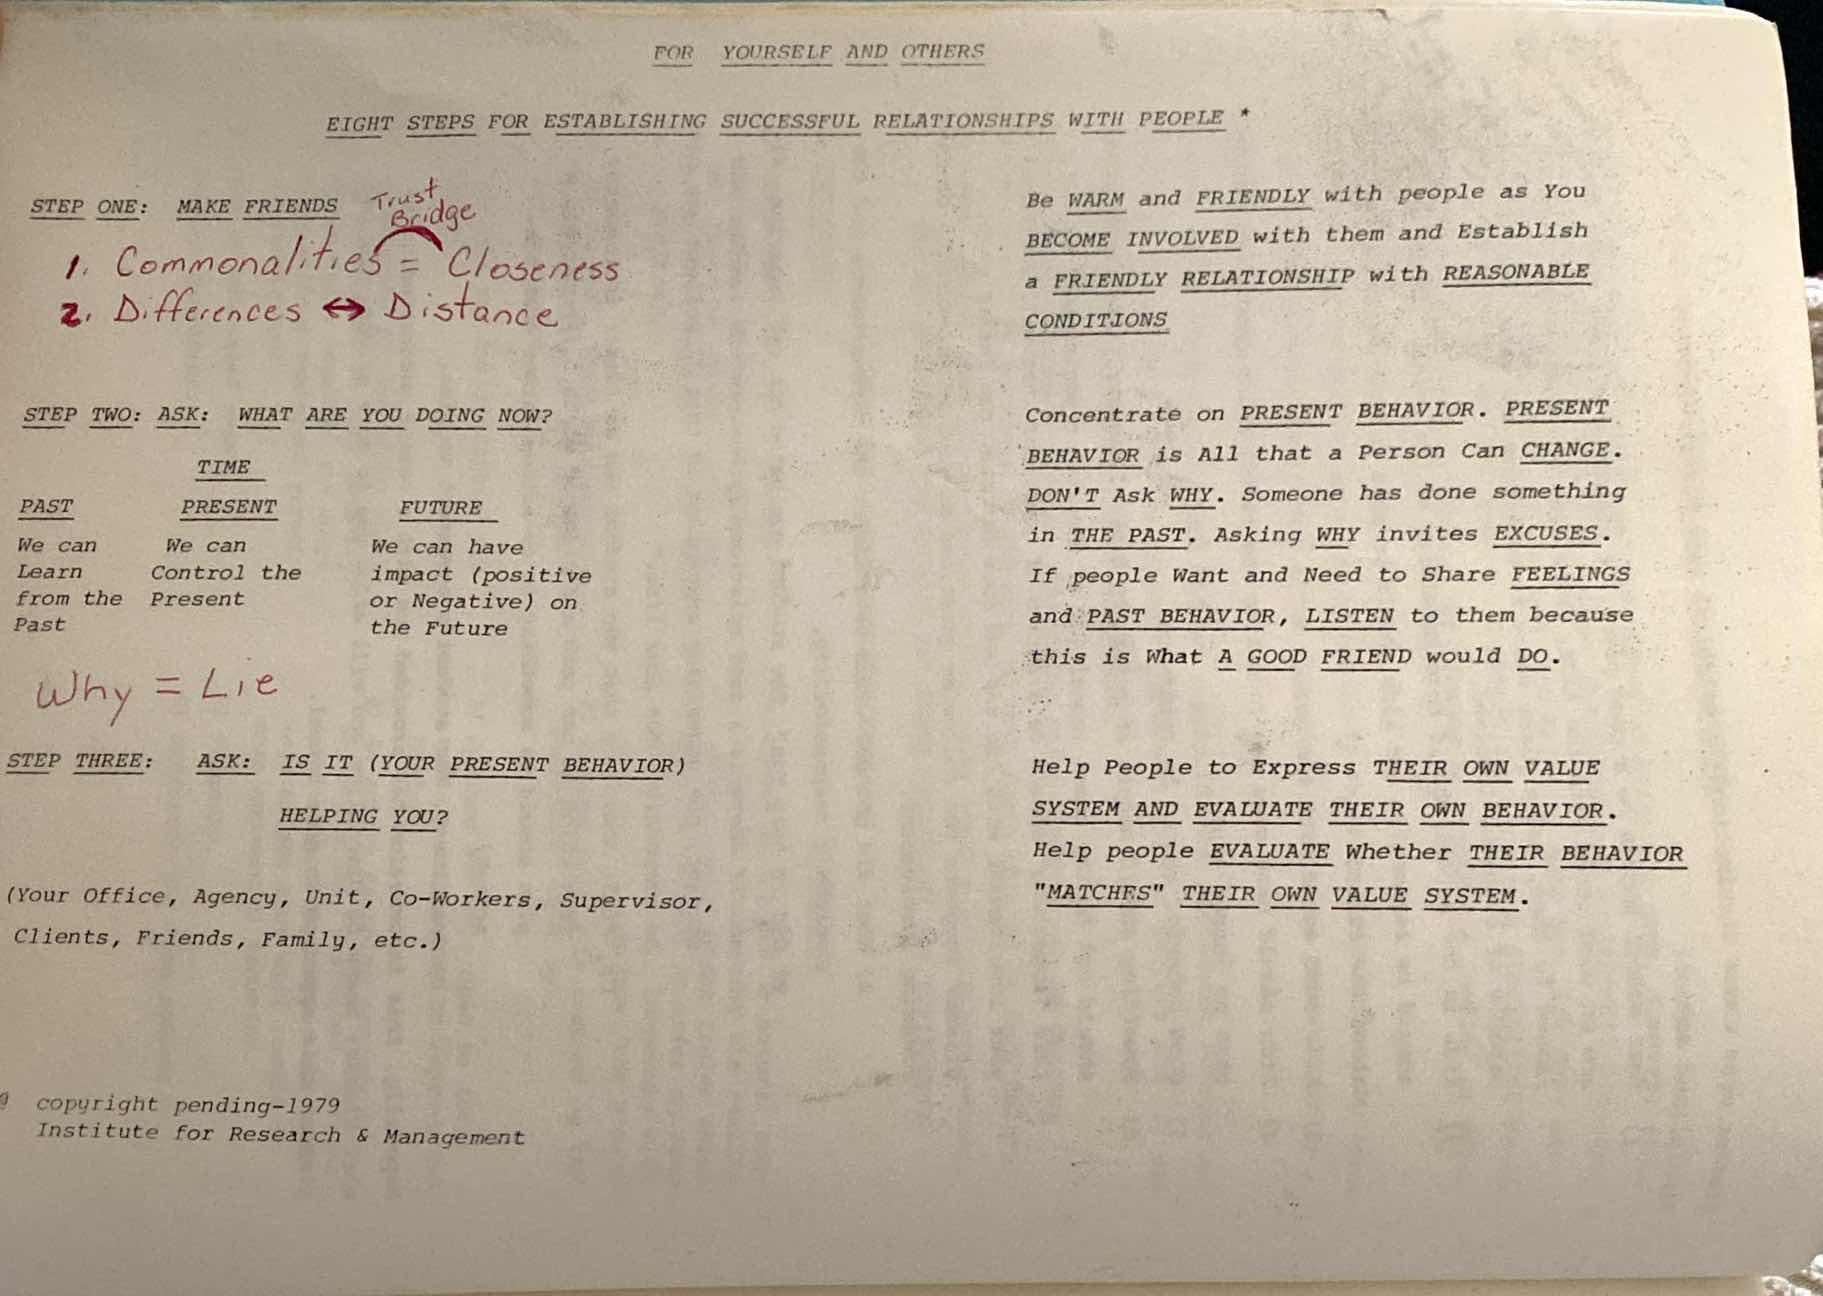 FOR YOURSELF AND OTHERS
EIGHT STEPS FOR ESTABLISHING SUCCESSFUL RELATIONSHIPS WITH PEOPLE *
STEP ONE: MAKE FRIENDS
Trust
Bridge
1. Commonalities = Closeness
2. Differences ↔ Distance
Be WARM and FRIENDLY with people as You
BECOME INVOLVED with them and Establish
a FRIENDLY RELATIONSHIP with REASONABLE
CONDITIONS
STEP TWO: ASK: WHAT ARE YOU DOING NOW?
TIME
PAST PRESENT FUTURE
We can We can We can have
Learn Control the impact (positive
from the Present or Negative) on
Past the Future
Why = Lie
Concentrate on PRESENT BEHAVIOR. PRESENT
BEHAVIOR is All that a Person Can CHANGE.
DON'T Ask WHY. Someone has done something
in THE PAST. Asking WHY invites EXCUSES.
If people Want and Need to Share FEELINGS
and PAST BEHAVIOR, LISTEN to them because
this is What A GOOD FRIEND would DO.
STEP THREE: ASK: IS IT (YOUR PRESENT BEHAVIOR)
HELPING YOU?
(Your Office, Agency, Unit, Co-Workers, Supervisor,
Clients, Friends, Family, etc.)
Help People to Express THEIR OWN VALUE
SYSTEM AND EVALUATE THEIR OWN BEHAVIOR.
Help people EVALUATE Whether THEIR BEHAVIOR
"MATCHES" THEIR OWN VALUE SYSTEM.
copyright pending-1979
Institute for Research & Management